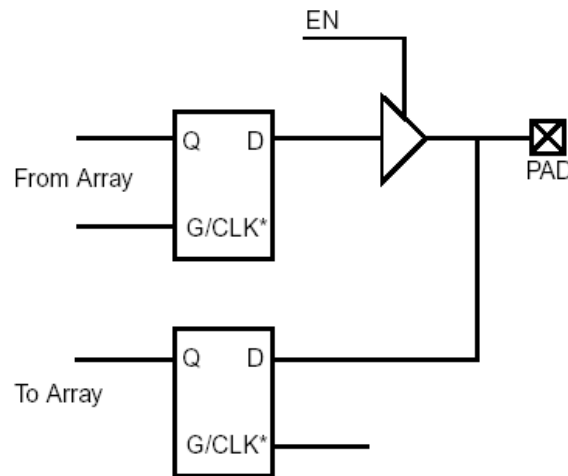 EN
Q D
From Array
PAD
G/CLK*
Q D
To Array
G/CLK*